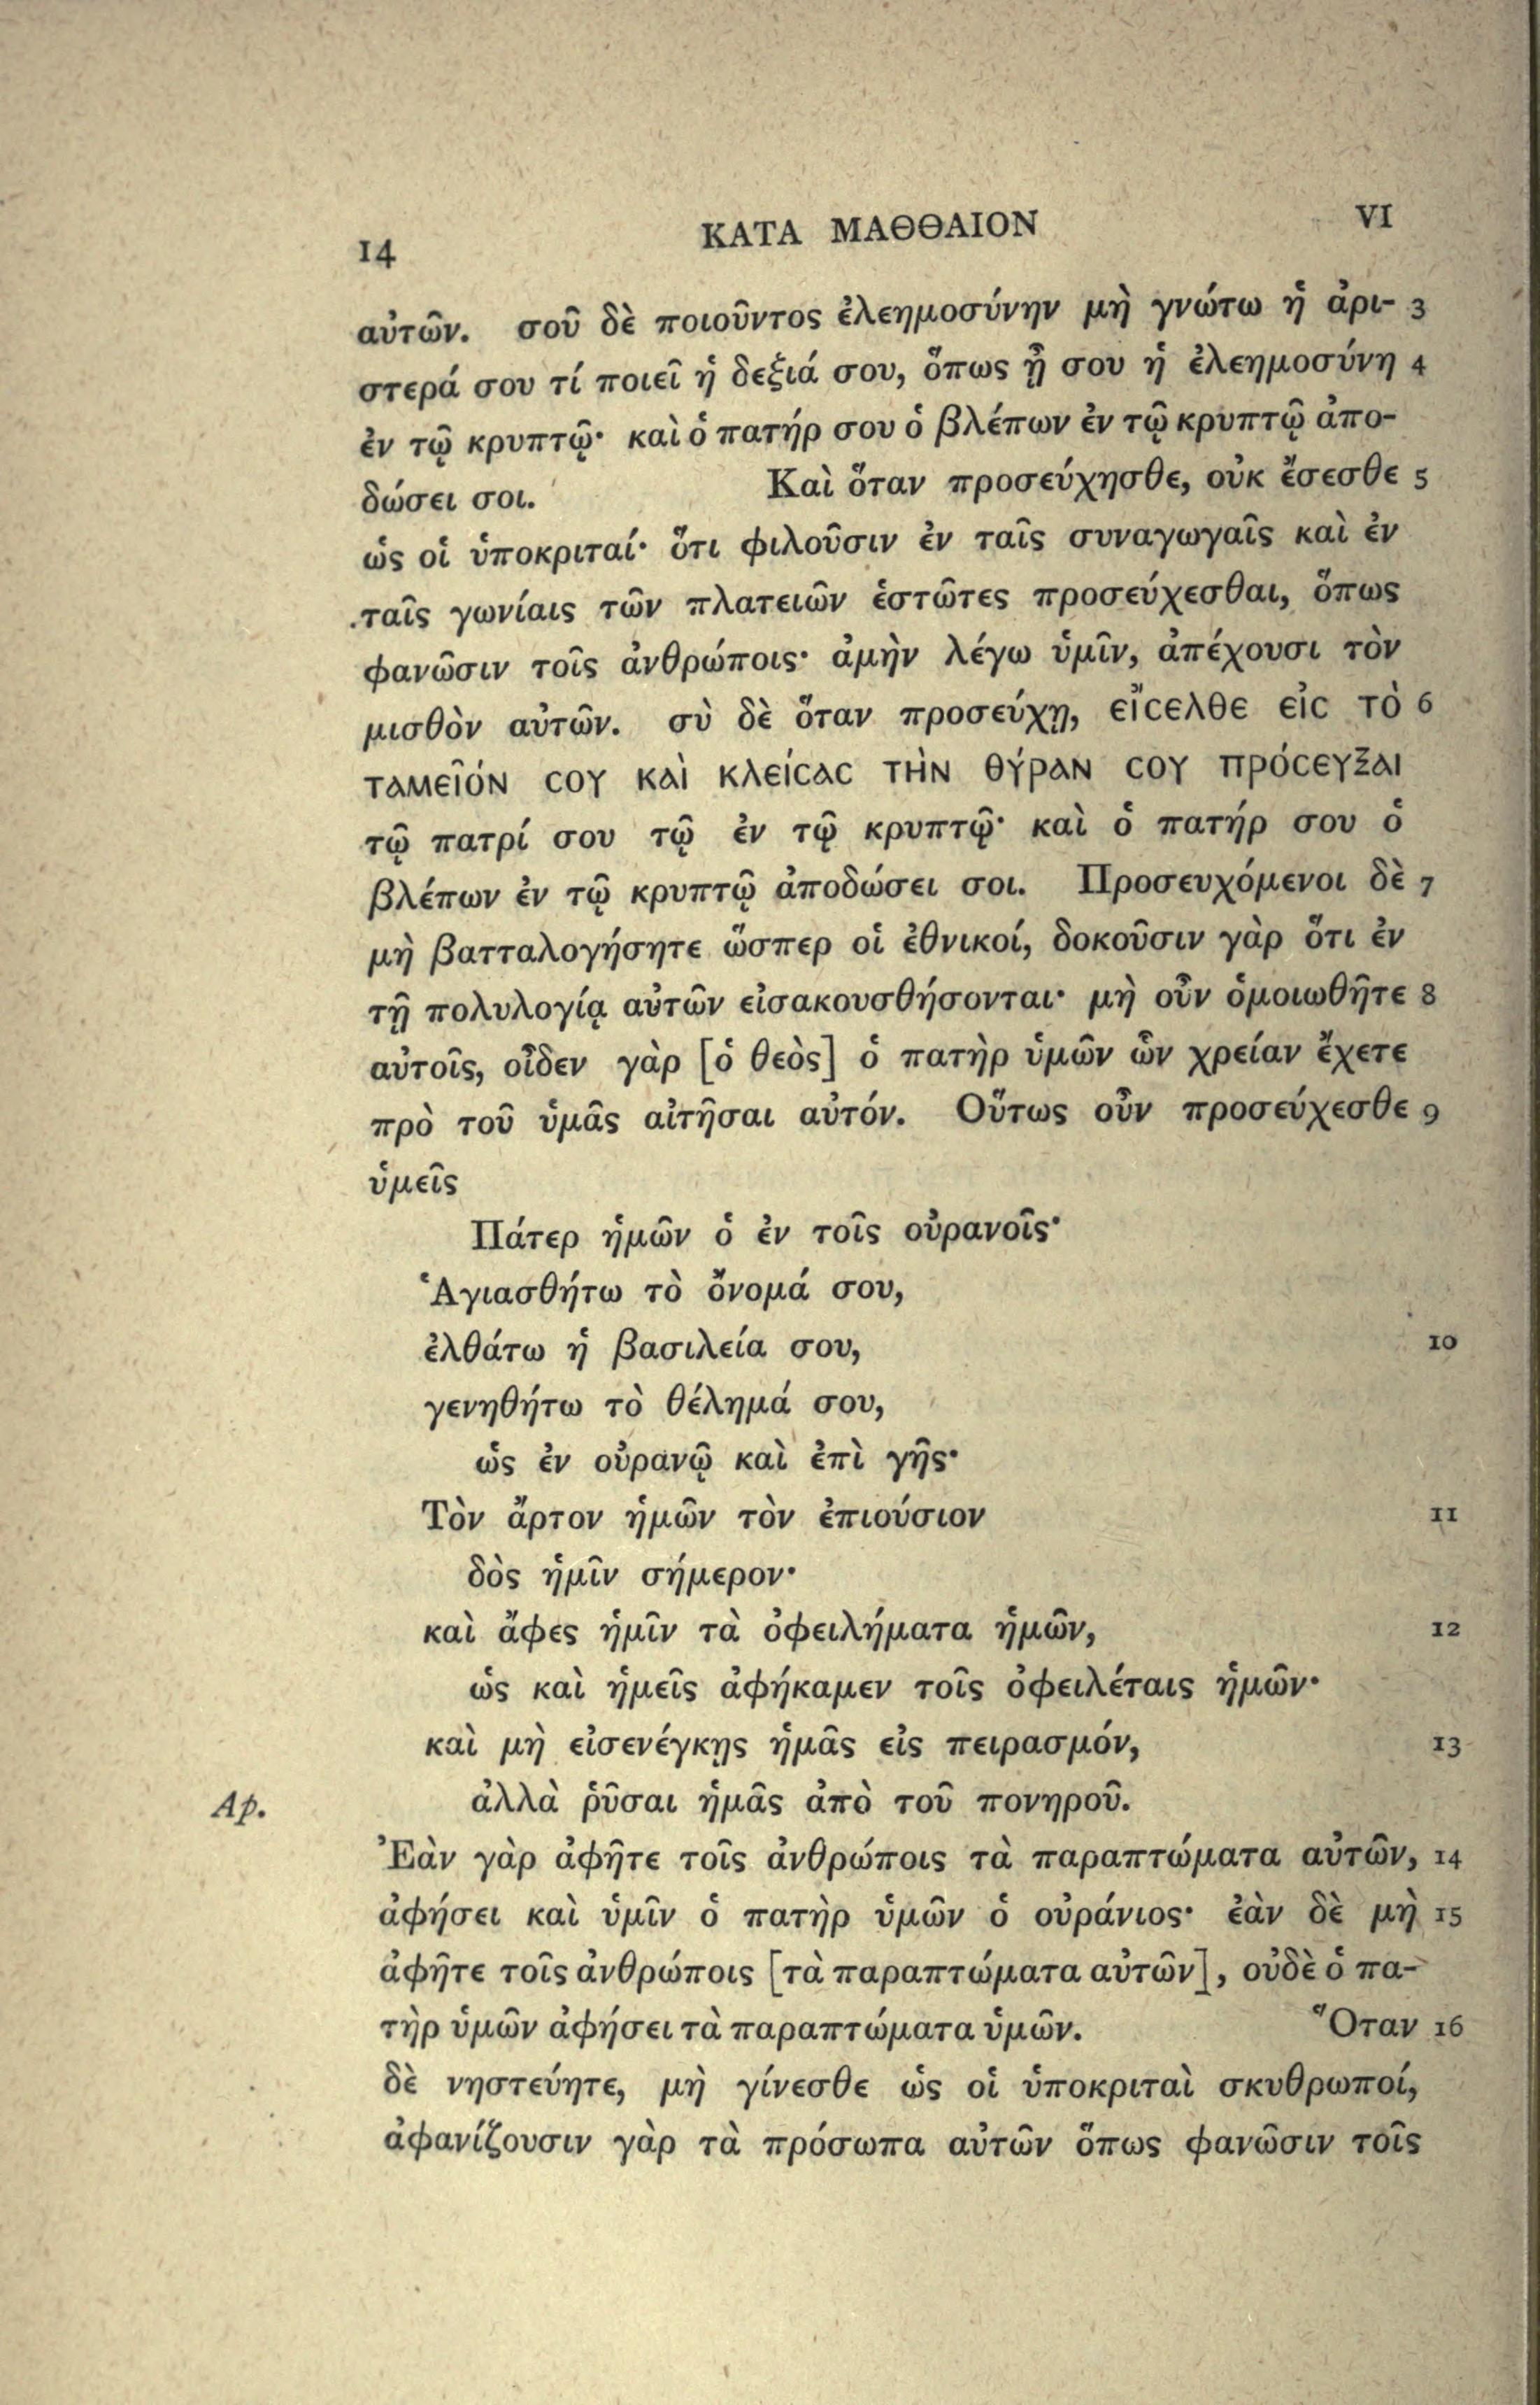 14 ΚΑΤΑ ΜΑΘΘΑΙΟΝ VI
αὐτῶν. σοῦ δὲ ποιοῦντος ἐλεημοσύνην μὴ γνώτω ἡ ἀρι- 3
στερά σου τί ποιεῖ ἡ δεξιά σου, ὅπως ᾖ σου ἡ ἐλεημοσύνη 4
ἐν τῷ κρυπτῷ· καὶ ὁ πατήρ σου ὁ βλέπων ἐν τῷ κρυπτῷ ἀπο-
δώσει σοι. Καὶ ὅταν προσεύχησθε, οὐκ ἔσεσθε 5
ὡς οἱ ὑποκριταί· ὅτι φιλοῦσιν ἐν ταῖς συναγωγαῖς καὶ ἐν
ταῖς γωνίαις τῶν πλατειῶν ἑστῶτες προσεύχεσθαι, ὅπως
φανῶσιν τοῖς ἀνθρώποις· ἀμὴν λέγω ὑμῖν, ἀπέχουσι τὸν
μισθὸν αὐτῶν. σὺ δὲ ὅταν προσεύχῃ, εἴϲελθε εἰϲ τὸ 6
ταμεῖόν ϲου καὶ κλείϲαϲ τὴν θύραν ϲου πρόϲευξαι
τῷ πατρί σου τῷ ἐν τῷ κρυπτῷ· καὶ ὁ πατήρ σου ὁ
βλέπων ἐν τῷ κρυπτῷ ἀποδώσει σοι. Προσευχόμενοι δὲ 7
μὴ βατταλογήσητε ὥσπερ οἱ ἐθνικοί, δοκοῦσιν γὰρ ὅτι ἐν
τῇ πολυλογίᾳ αὐτῶν εἰσακουσθήσονται· μὴ οὖν ὁμοιωθῆτε 8
αὐτοῖς, οἶδεν γὰρ [ὁ θεὸς] ὁ πατὴρ ὑμῶν ὧν χρείαν ἔχετε
πρὸ τοῦ ὑμᾶς αἰτῆσαι αὐτόν. Οὕτως οὖν προσεύχεσθε 9
ὑμεῖς
Πάτερ ἡμῶν ὁ ἐν τοῖς οὐρανοῖς·
Ἁγιασθήτω τὸ ὄνομά σου,
ἐλθάτω ἡ βασιλεία σου, 10
γενηθήτω τὸ θέλημά σου,
ὡς ἐν οὐρανῷ καὶ ἐπὶ γῆς·
Τὸν ἄρτον ἡμῶν τὸν ἐπιούσιον 11
δὸς ἡμῖν σήμερον·
καὶ ἄφες ἡμῖν τὰ ὀφειλήματα ἡμῶν, 12
ὡς καὶ ἡμεῖς ἀφήκαμεν τοῖς ὀφειλέταις ἡμῶν·
καὶ μὴ εἰσενέγκῃς ἡμᾶς εἰς πειρασμόν, 13
Ap. ἀλλὰ ῥῦσαι ἡμᾶς ἀπὸ τοῦ πονηροῦ.
Ἐὰν γὰρ ἀφῆτε τοῖς ἀνθρώποις τὰ παραπτώματα αὐτῶν, 14
ἀφήσει καὶ ὑμῖν ὁ πατὴρ ὑμῶν ὁ οὐράνιος· ἐὰν δὲ μὴ 15
ἀφῆτε τοῖς ἀνθρώποις [τὰ παραπτώματα αὐτῶν], οὐδὲ ὁ πα-
τὴρ ὑμῶν ἀφήσει τὰ παραπτώματα ὑμῶν. Ὅταν 16
δὲ νηστεύητε, μὴ γίνεσθε ὡς οἱ ὑποκριταὶ σκυθρωποί,
ἀφανίζουσιν γὰρ τὰ πρόσωπα αὐτῶν ὅπως φανῶσιν τοῖς